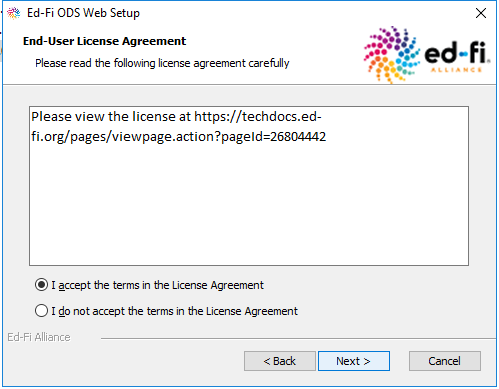 Ed-Fi ODS Web Setup
End-User License Agreement
Please read the following license agreement carefully
ed-fi
ALLIANCE
Please view the license at https://techdocs.ed-
fi.org/pages/viewpage.action?pageId=26804442
I accept the terms in the License Agreement
I do not accept the terms in the License Agreement
Ed-Fi Alliance
< Back
Next >
Cancel